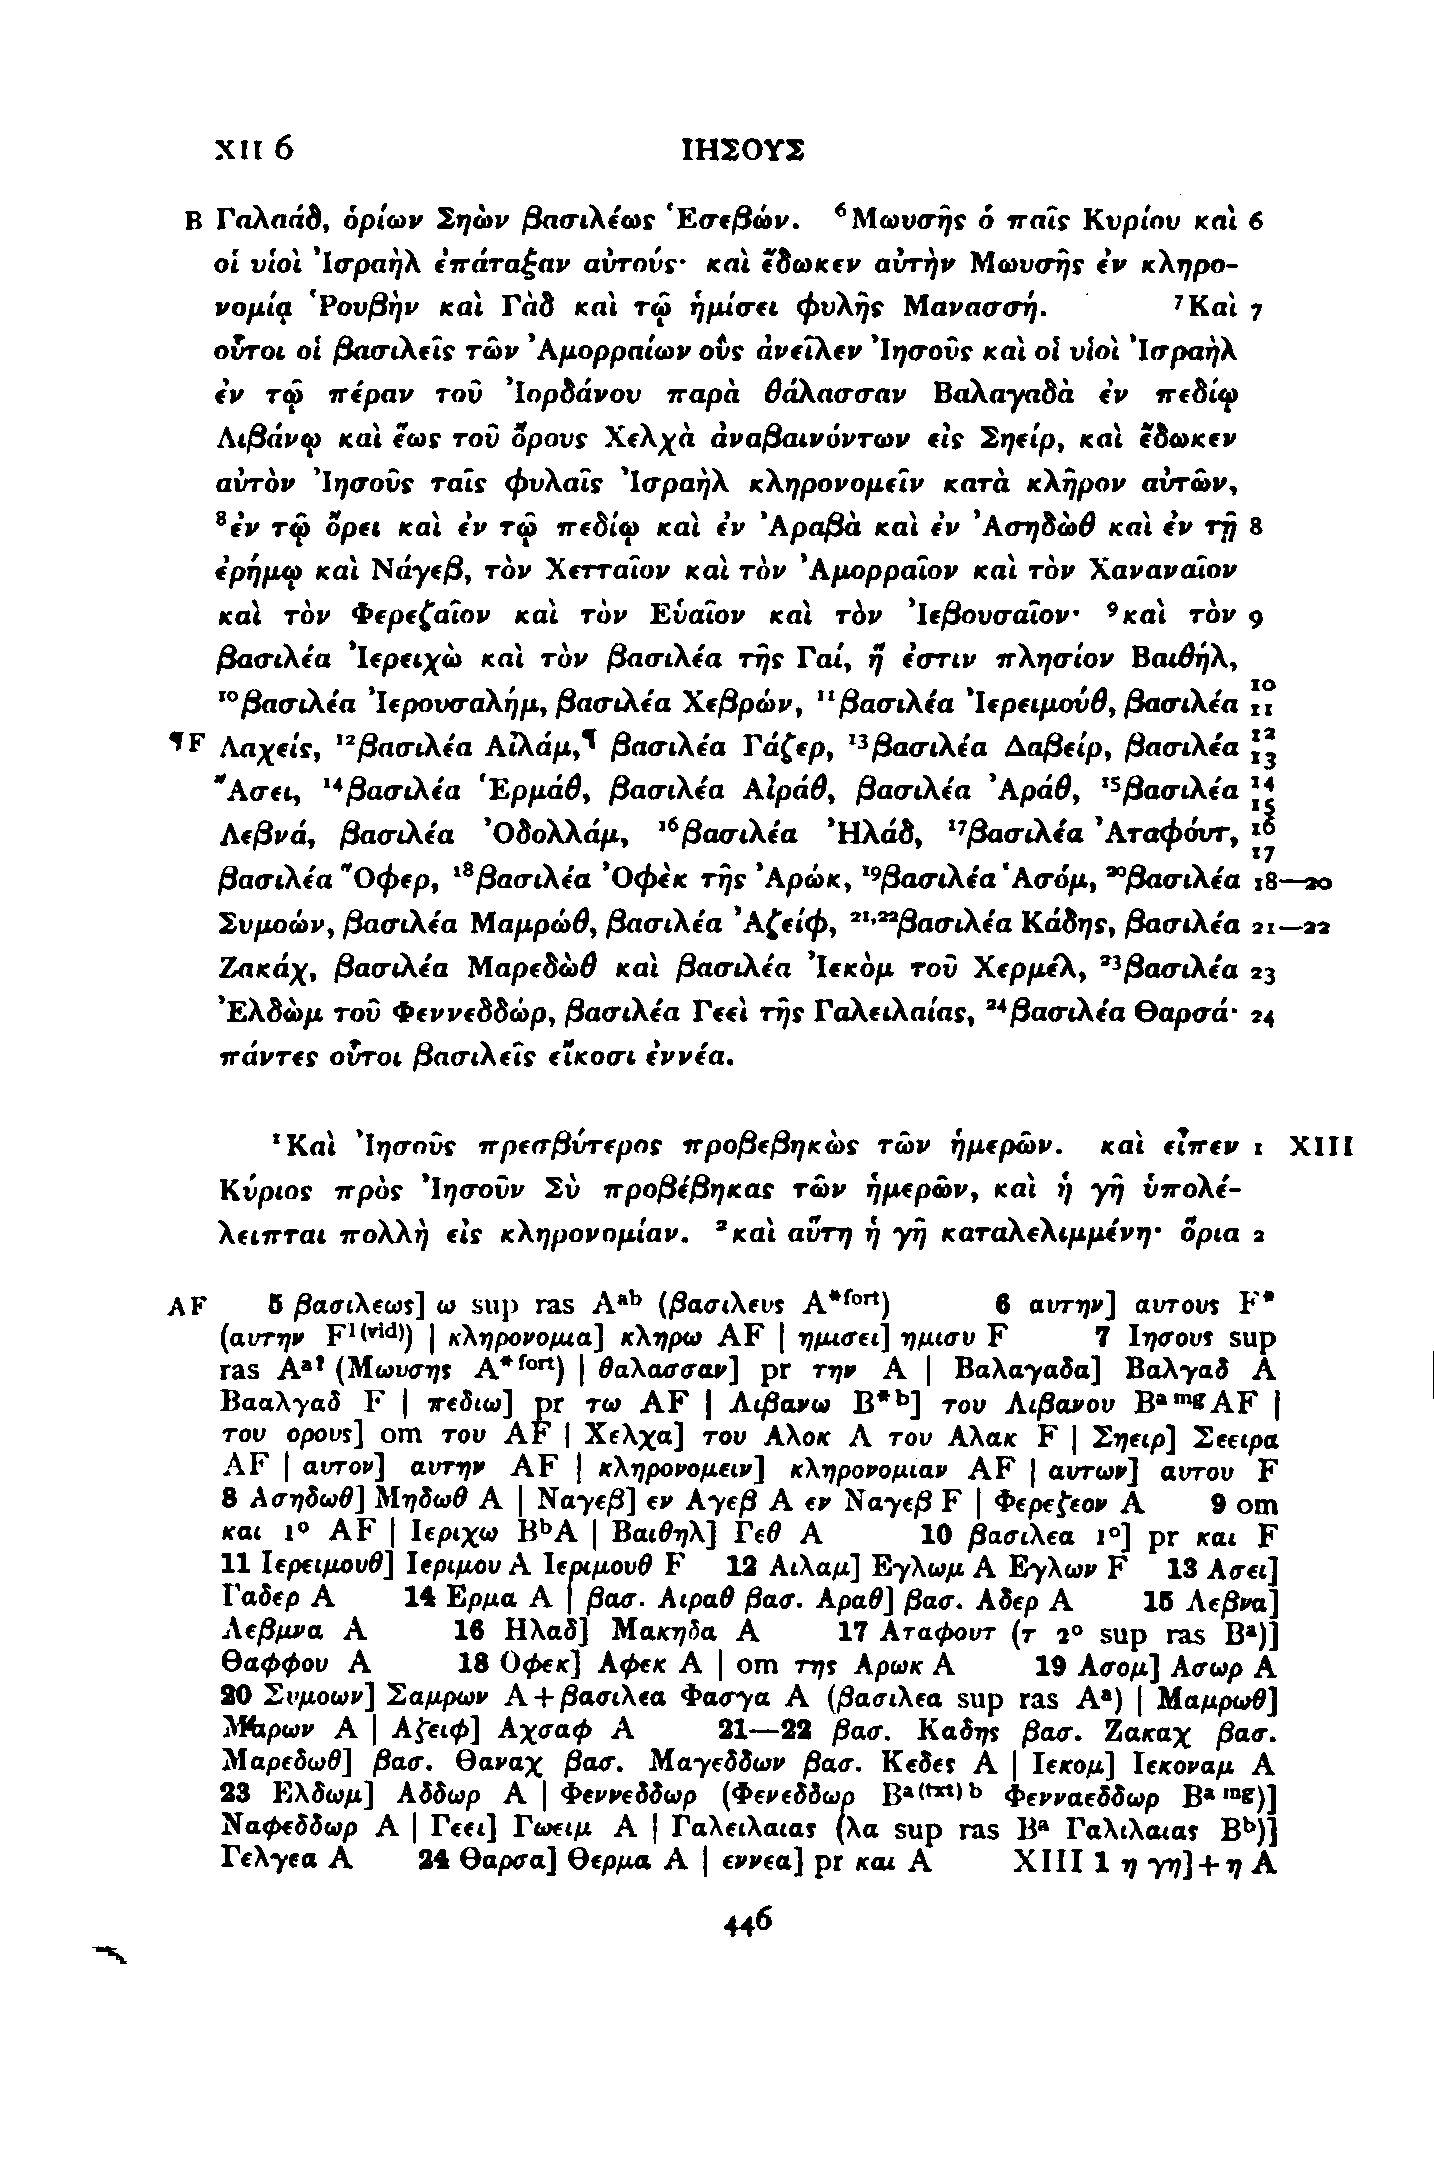 XII 6 ΙΗΣΟΥΣ
B Γαλαάδ, ὁρίων Σηὼν βασιλέως Ἑσεβών. ⁶Μωυσῆς ὁ παῖς Κυρίου καὶ 6
οἱ υἱοὶ Ἰσραὴλ ἐπάταξαν αὐτούς· καὶ ἔδωκεν αὐτὴν Μωυσῆς ἐν κληρο-
νομίᾳ Ῥουβὴν καὶ Γὰδ καὶ τῷ ἡμίσει φυλῆς Μανασσή. ⁷Καὶ 7
οὗτοι οἱ βασιλεῖς τῶν Ἀμορραίων οὓς ἀνεῖλεν Ἰησοῦς καὶ οἱ υἱοὶ Ἰσραὴλ
ἐν τῷ πέραν τοῦ Ἰορδάνου παρὰ θάλασσαν Βαλαγαδὰ ἐν πεδίῳ
Λιβάνῳ καὶ ἕως τοῦ ὄρους Χελχὰ ἀναβαινόντων εἰς Σηείρ, καὶ ἔδωκεν
αὐτὸν Ἰησοῦς ταῖς φυλαῖς Ἰσραὴλ κληρονομεῖν κατὰ κλῆρον αὐτῶν,
⁸ἐν τῷ ὄρει καὶ ἐν τῷ πεδίῳ καὶ ἐν Ἀραβὰ καὶ ἐν Ἀσηδὼθ καὶ ἐν τῇ 8
ἐρήμῳ καὶ Νάγεβ, τὸν Χετταῖον καὶ τὸν Ἀμορραῖον καὶ τὸν Χαναναῖον
καὶ τὸν Φερεζαῖον καὶ τὸν Εὑαῖον καὶ τὸν Ἰεβουσαῖον· ⁹καὶ τὸν 9
βασιλέα Ἰερειχὼ καὶ τὸν βασιλέα τῆς Γαί, ἥ ἐστιν πλησίον Βαιθήλ,
¹⁰βασιλέα Ἰερουσαλήμ, βασιλέα Χεβρών, ¹¹βασιλέα Ἰερειμούθ, βασιλέα 10 11
¶F Λαχείς, ¹²βασιλέα Αἰλάμ,¶ βασιλέα Γάζερ, ¹³βασιλέα Δαβείρ, βασιλέα 12 13
Ἄσει, ¹⁴βασιλέα Ἑρμάθ, βασιλέα Αἰράθ, βασιλέα Ἀράθ, ¹⁵βασιλέα 14 15
Λεβνά, βασιλέα Ὀδολλάμ, ¹⁶βασιλέα Ἠλάδ, ¹⁷βασιλέα Ἀταφούτ, 16 17
βασιλέα Ὄφερ, ¹⁸βασιλέα Ὀφὲκ τῆς Ἀρώκ, ¹⁹βασιλέα Ἀσόμ, ²⁰βασιλέα 18—20
Συμοών, βασιλέα Μαμρώθ, βασιλέα Ἀζείφ, ²¹,²²βασιλέα Κάδης, βασιλέα 21—22
Ζακάχ, βασιλέα Μαρεδὼθ καὶ βασιλέα Ἰεκὸμ τοῦ Χερμέλ, ²³βασιλέα 23
Ἐλδὼμ τοῦ Φεννεδδώρ, βασιλέα Γεεὶ τῆς Γαλειλαίας, ²⁴βασιλέα Θαρσά· 24
πάντες οὗτοι βασιλεῖς εἴκοσι ἐννέα.
¹Καὶ Ἰησοῦς πρεσβύτερος προβεβηκὼς τῶν ἡμερῶν. καὶ εἶπεν 1 XIII
Κύριος πρὸς Ἰησοῦν Σὺ προβέβηκας τῶν ἡμερῶν, καὶ ἡ γῆ ὑπολέ-
λειπται πολλὴ εἰς κληρονομίαν. ²καὶ αὕτη ἡ γῆ καταλελιμμένη· ὅρια 2
AF 5 βασιλεως] ω sup ras Aᵃᵇ (βασιλευς A*ᶠᵒʳᵗ) 6 αυτην] αυτους F*
(αυτην F¹⁽ᵛⁱᵈ⁾) | κληρονομια] κληρω AF | ημισει] ημισυ F 7 Ιησους sup
ras Aᵃ? (Μωυσης A*ᶠᵒʳᵗ) | θαλασσαν] pr την A | Βαλαγαδα] Βαλγαδ A
Βααλγαδ F | πεδιω] pr τω AF | Λιβανω B*ᵇ] του Λιβανου Bᵃᵐᵍ AF |
του ορους] om του AF | Χελχα] του Αλοκ A του Αλακ F | Σηειρ] Σεειρα
AF | αυτον] αυτην AF | κληρονομειν] κληρονομιαν AF | αυτων] αυτου F
8 Ασηδωθ] Μηδωθ A | Ναγεβ] εν Αγεβ A εν Ναγεβ F | Φερεζεον A 9 om
και 1° AF | Ιεριχω BᵇA | Βαιθηλ] Γεθ A 10 βασιλεα 1°] pr και F
11 Ιερειμουθ] Ιεριμου A Ιεριμουθ F 12 Αιλαμ] Εγλωμ A Εγλων F 13 Ασει]
Γαδερ A 14 Ερμα A | βασ. Αιραθ βασ. Αραθ] βασ. Αδερ A 15 Λεβνα]
Λεβμνα A 16 Ηλαδ] Μακηδα A 17 Αταφουτ (τ 2° sup ras Bᵃ)]
Θαφφου A 18 Οφεκ] Αφεκ A | om της Αρωκ A 19 Ασομ] Ασωρ A
20 Συμοων] Σαμρων A+βασιλεα Φασγα A (βασιλεα sup ras Aᵃ) | Μαμρωθ]
Μαρων A | Αζειφ] Αχσαφ A 21—22 βασ. Καδης βασ. Ζακαχ βασ.
Μαρεδωθ] βασ. Θαναχ βασ. Μαγεδδων βασ. Κεδες A | Ιεκομ] Ιεκοναμ A
23 Ελδωμ] Αδδωρ A | Φεννεδδωρ (Φενεδδωρ Bᵃ⁽ᵗˣᵗ⁾ᵇ Φενναεδδωρ Bᵃᵐᵍ)]
Ναφεδδωρ A | Γεει] Γωειμ A | Γαλειλαιας (λα sup ras Bᵃ Γαλιλαιας Bᵇ)]
Γελγεα A 24 Θαρσα] Θερμα A | εννεα] pr και A XIII 1 η γη]+η A
446